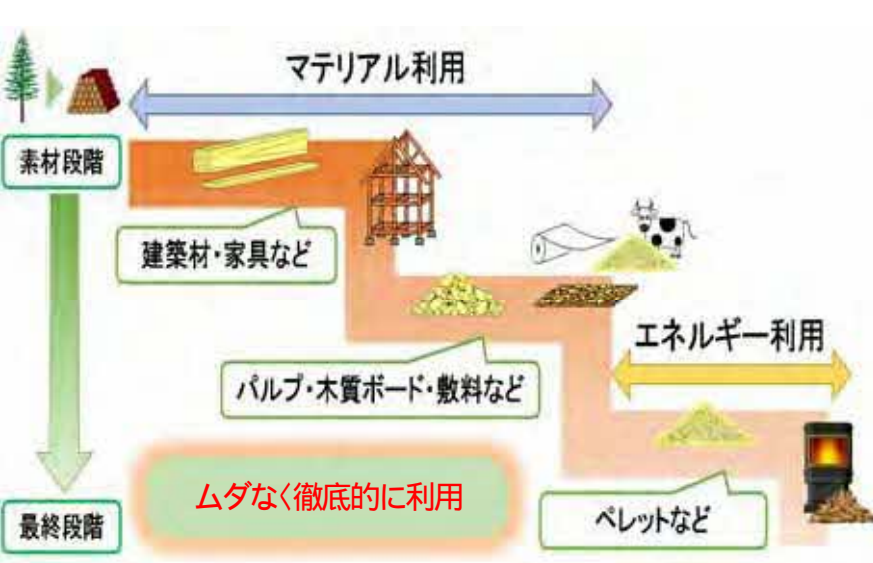 マテリアル利用
素材段階
建築材・家具など
エネルギー利用
パルプ・木質ボード・敷料など
ムダなく徹底的に利用
ペレットなど
最終段階